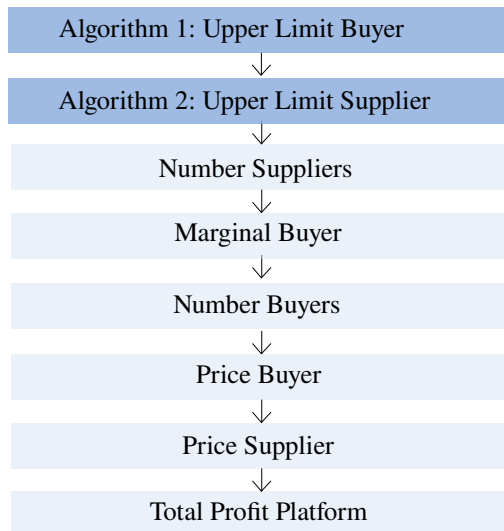 Algorithm 1: Upper Limit Buyer
Algorithm 2: Upper Limit Supplier
Number Suppliers
Marginal Buyer
Number Buyers
Price Buyer
Price Supplier
Total Profit Platform